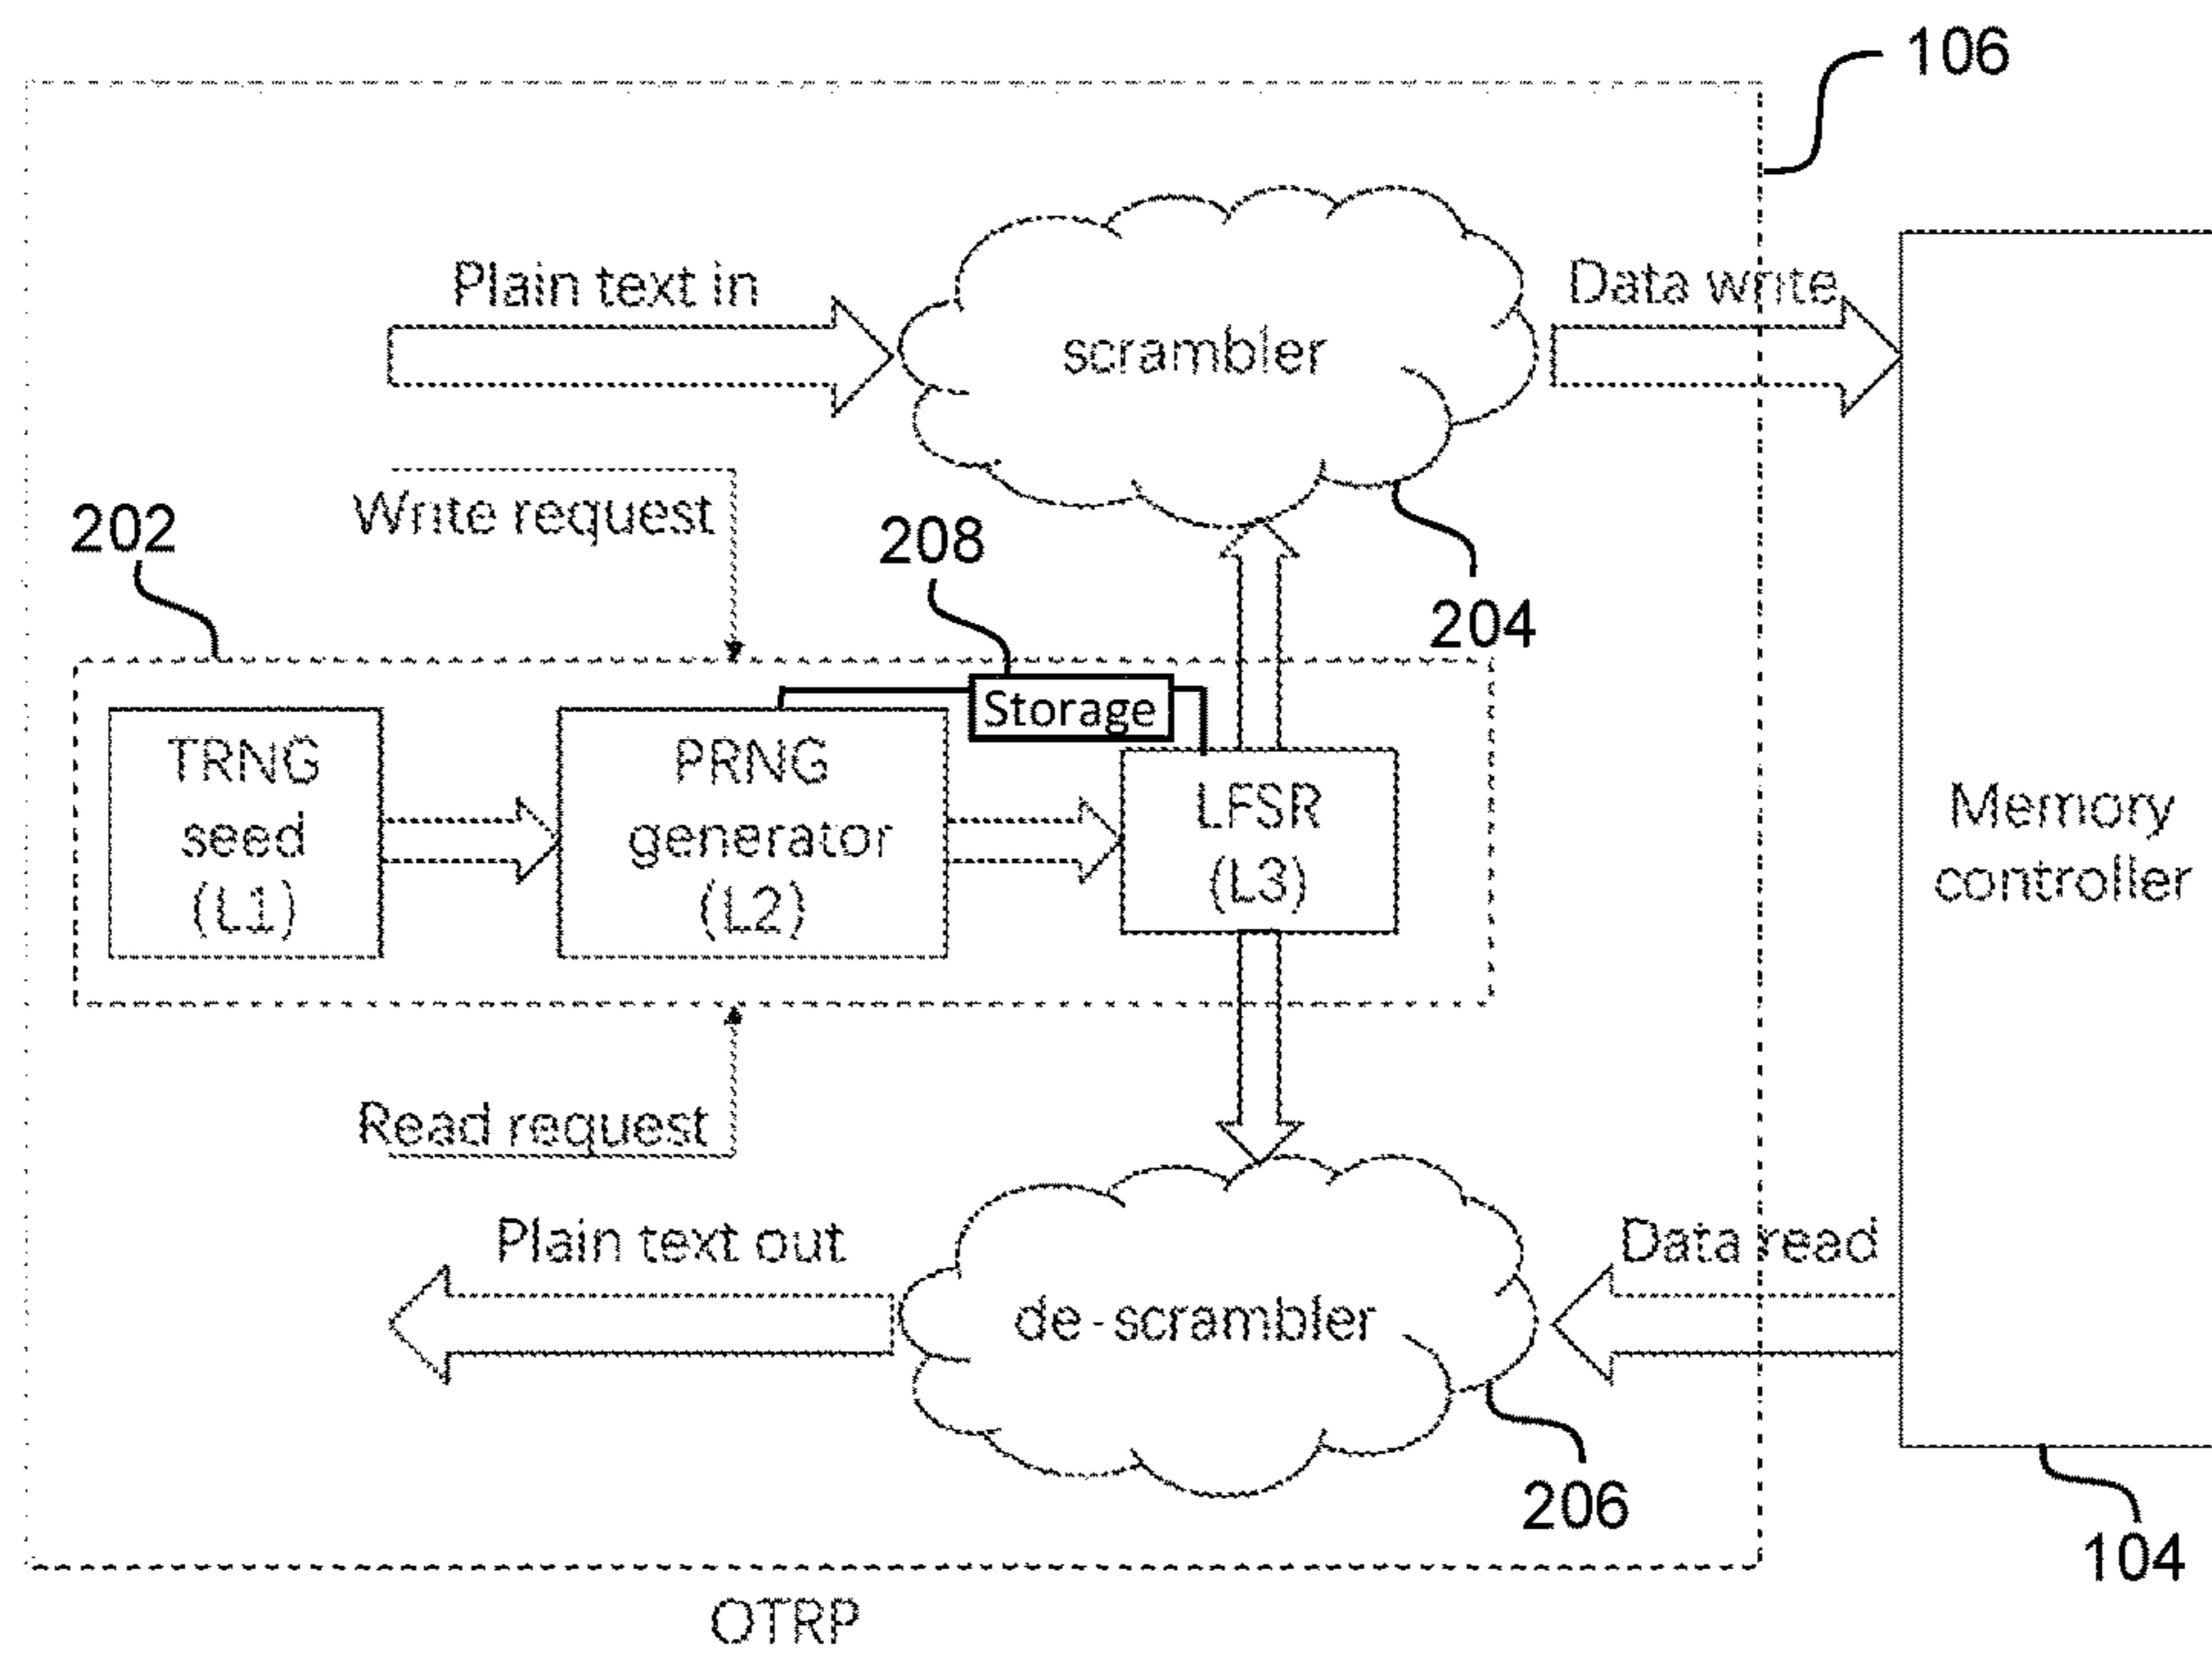 106
Plain text in
Data write
scrambler
Write request
202
208
204
Storage
TRNG
seed
(L1)
PRNG
generator
(L2)
LFSR
(L3)
Memory
controller
Read request
Plain text out
Data read
de-scrambler
206
104
OTRP